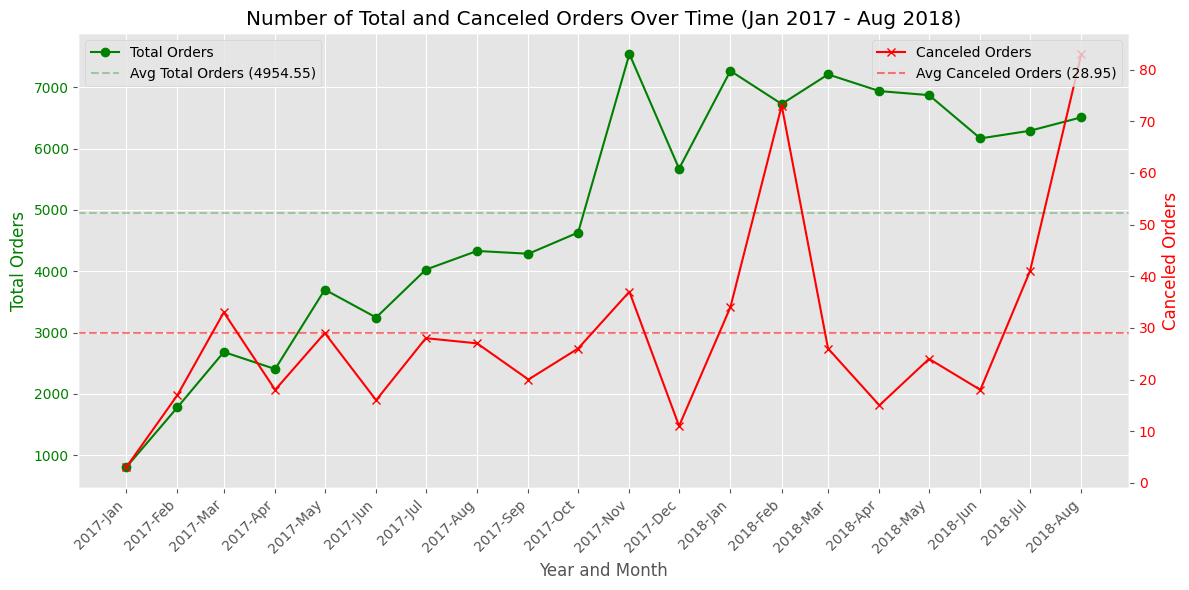 Number of Total and Canceled Orders Over Time (Jan 2017 - Aug 2018)
Total Orders
Avg Total Orders (4954.55)
Canceled Orders
Avg Canceled Orders (28.95)
Total Orders
7000
6000
5000
4000
3000
2000
1000
80
70
60
50
40
30
20
10
0
Canceled Orders
2017-Jan
2017-Feb
2017-Mar
2017-Apr
2017-May
2017-Jun
2017-Jul
2017-Aug
2017-Sep
2017-Oct
2017-Nov
2017-Dec
2018-Jan
2018-Feb
2018-Mar
2018-Apr
2018-May
2018-Jun
2018-Jul
2018-Aug
Year and Month